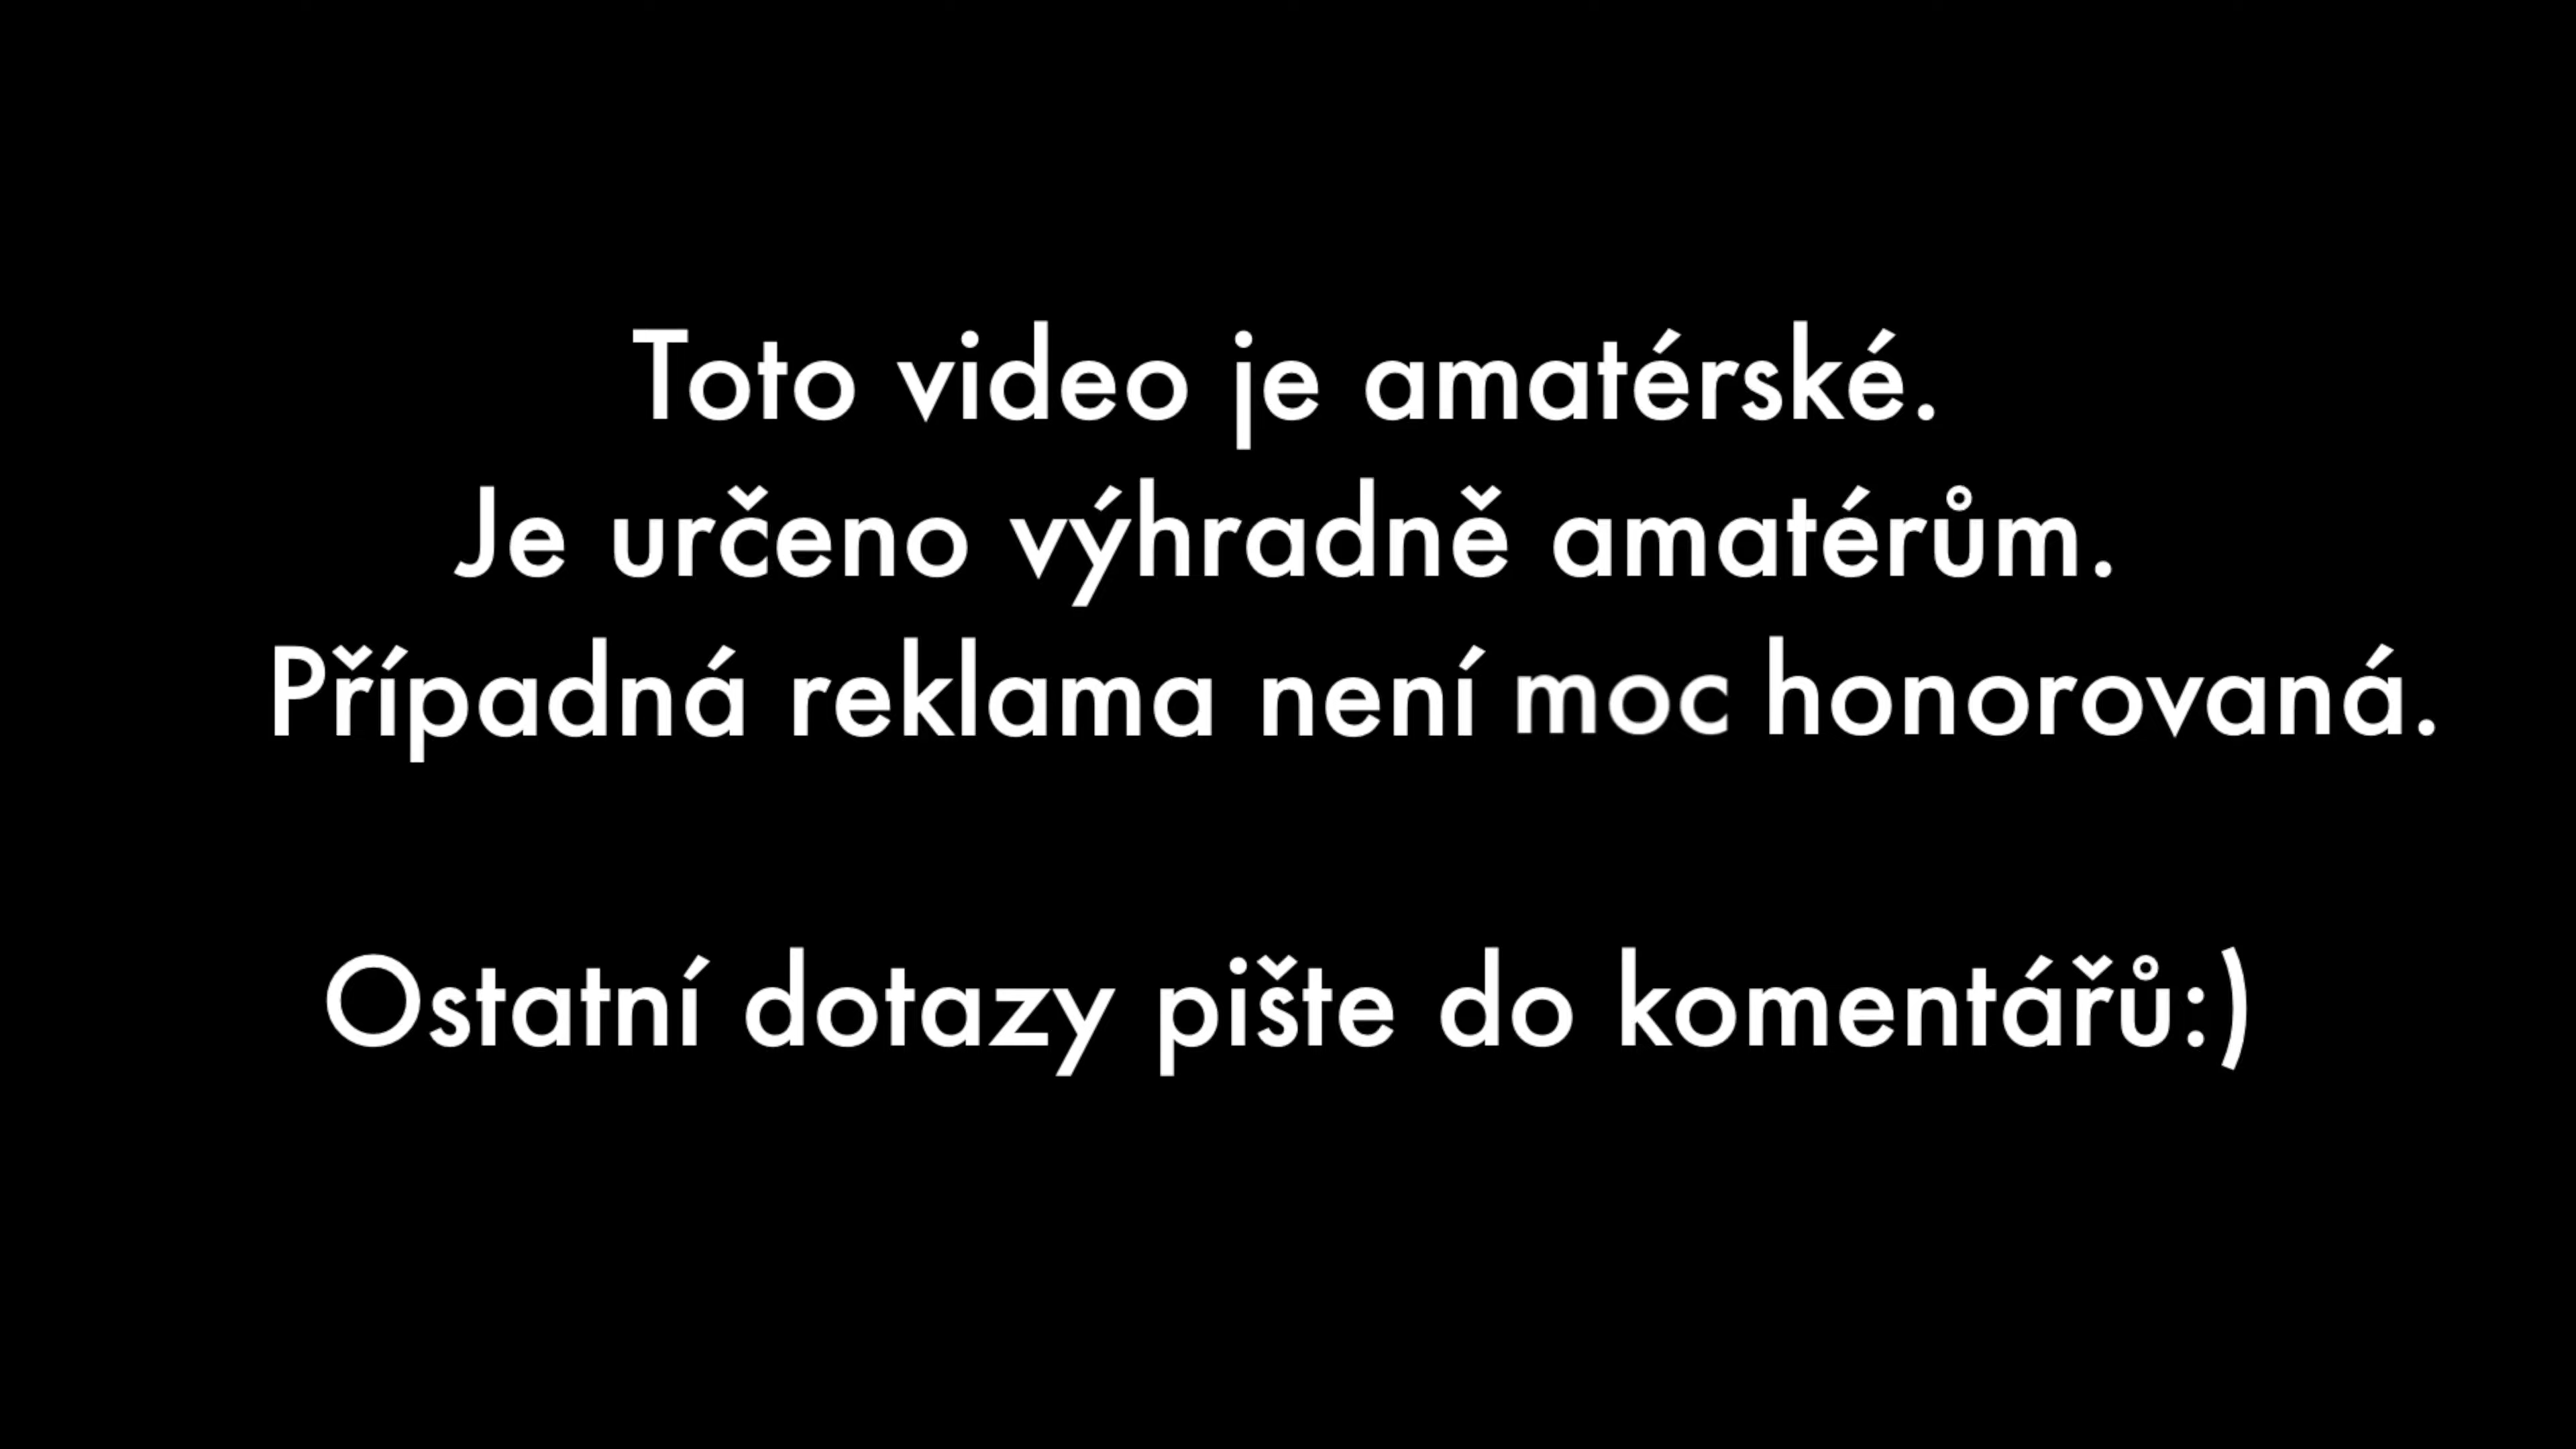 Toto video je amatérské.
Je určeno výhradně amatérům.
Případná reklama není moc honorovaná.
Ostatní dotazy pište do komentářů:)